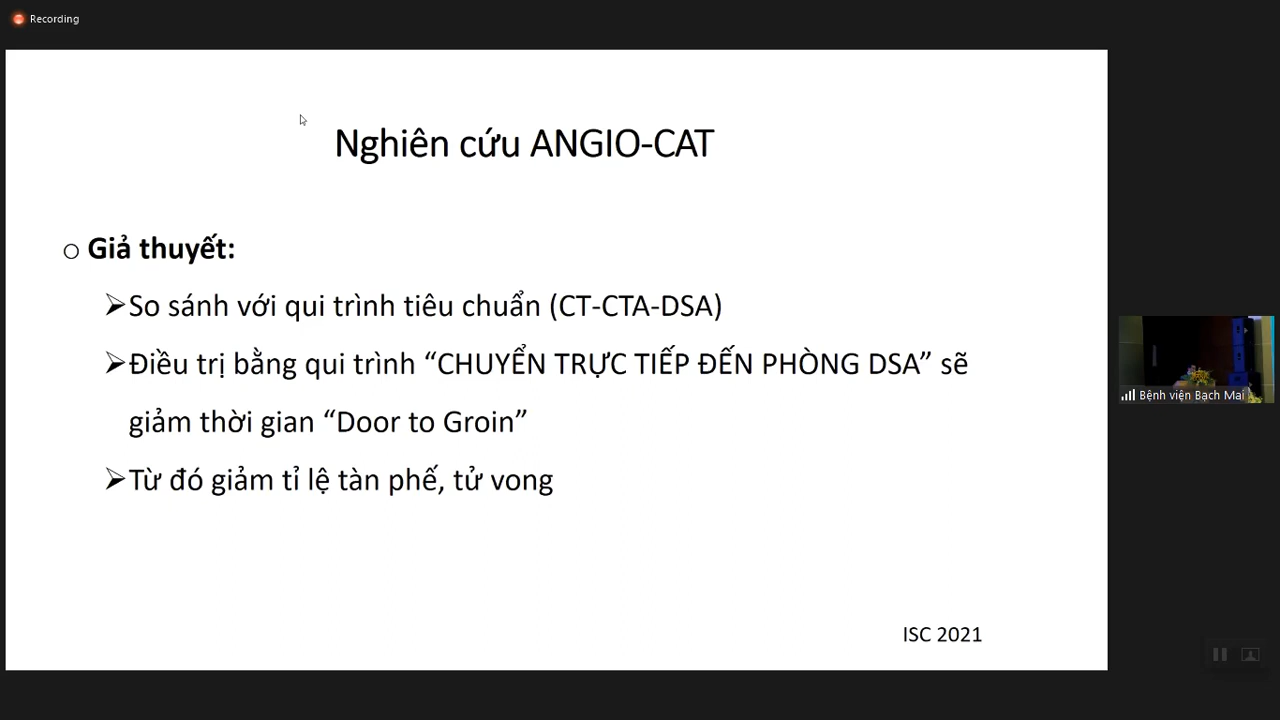 Recording
Nghiên cứu ANGIO-CAT
Giả thuyết:
So sánh với qui trình tiêu chuẩn (CT-CTA-DSA)
Điều trị bằng qui trình “CHUYỂN TRỰC TIẾP ĐẾN PHÒNG DSA” sẽ
giảm thời gian “Door to Groin”
Từ đó giảm tỉ lệ tàn phế, tử vong
Bệnh viện Bạch Mai
ISC 2021